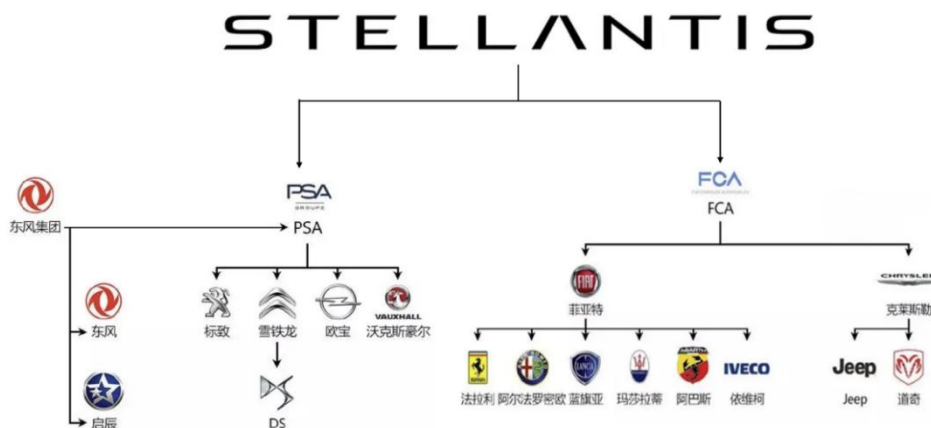 STELLANTIS
PSA
GROUPE
FCA
东风集团
PSA
FCA
FIAT
CHRYSLER
东风
标致
雪铁龙
欧宝
VAUXHALL
沃克斯豪尔
菲亚特
克莱斯勒
LANCIA
ABARTH
IVECO
Jeep
启辰
DS
法拉利
阿尔法罗密欧
蓝旗亚
玛莎拉蒂
阿巴斯
依维柯
Jeep
道奇